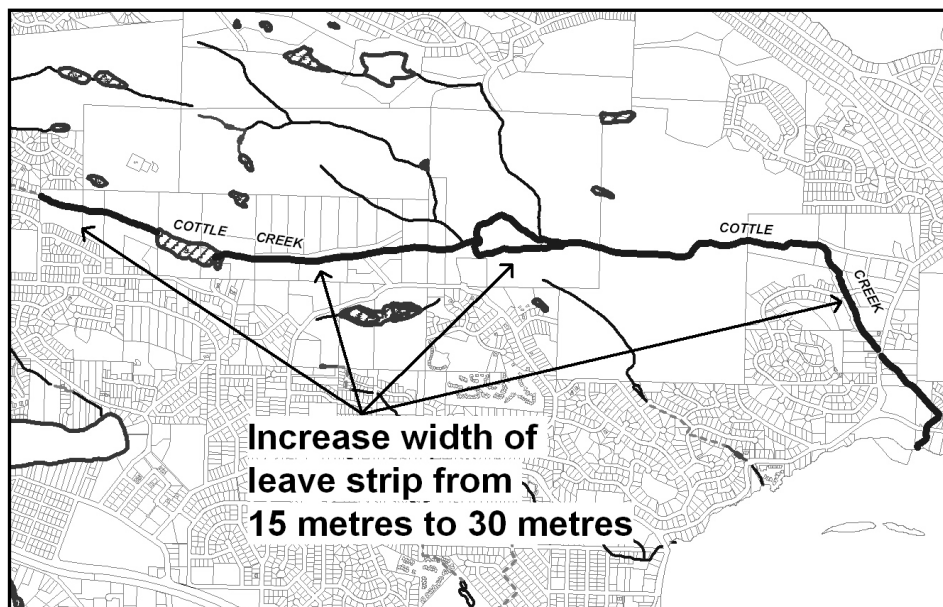 COTTLE
CREEK
COTTLE
CREEK
Increase width of
leave strip from
15 metres to 30 metres